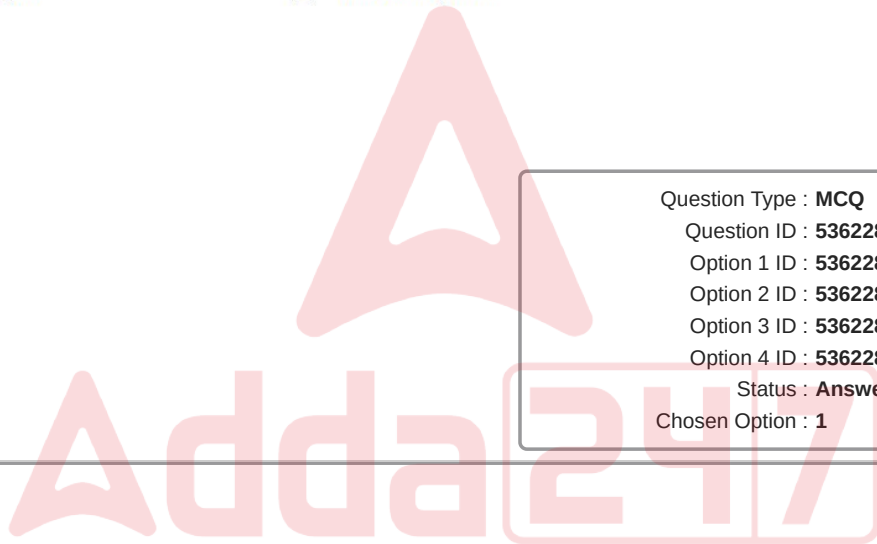 Question Type : MCQ
Question ID : 536228
Option 1 ID : 536228
Option 2 ID : 536228
Option 3 ID : 536228
Option 4 ID : 536228
Status :
Chosen Option : 1
Adda247